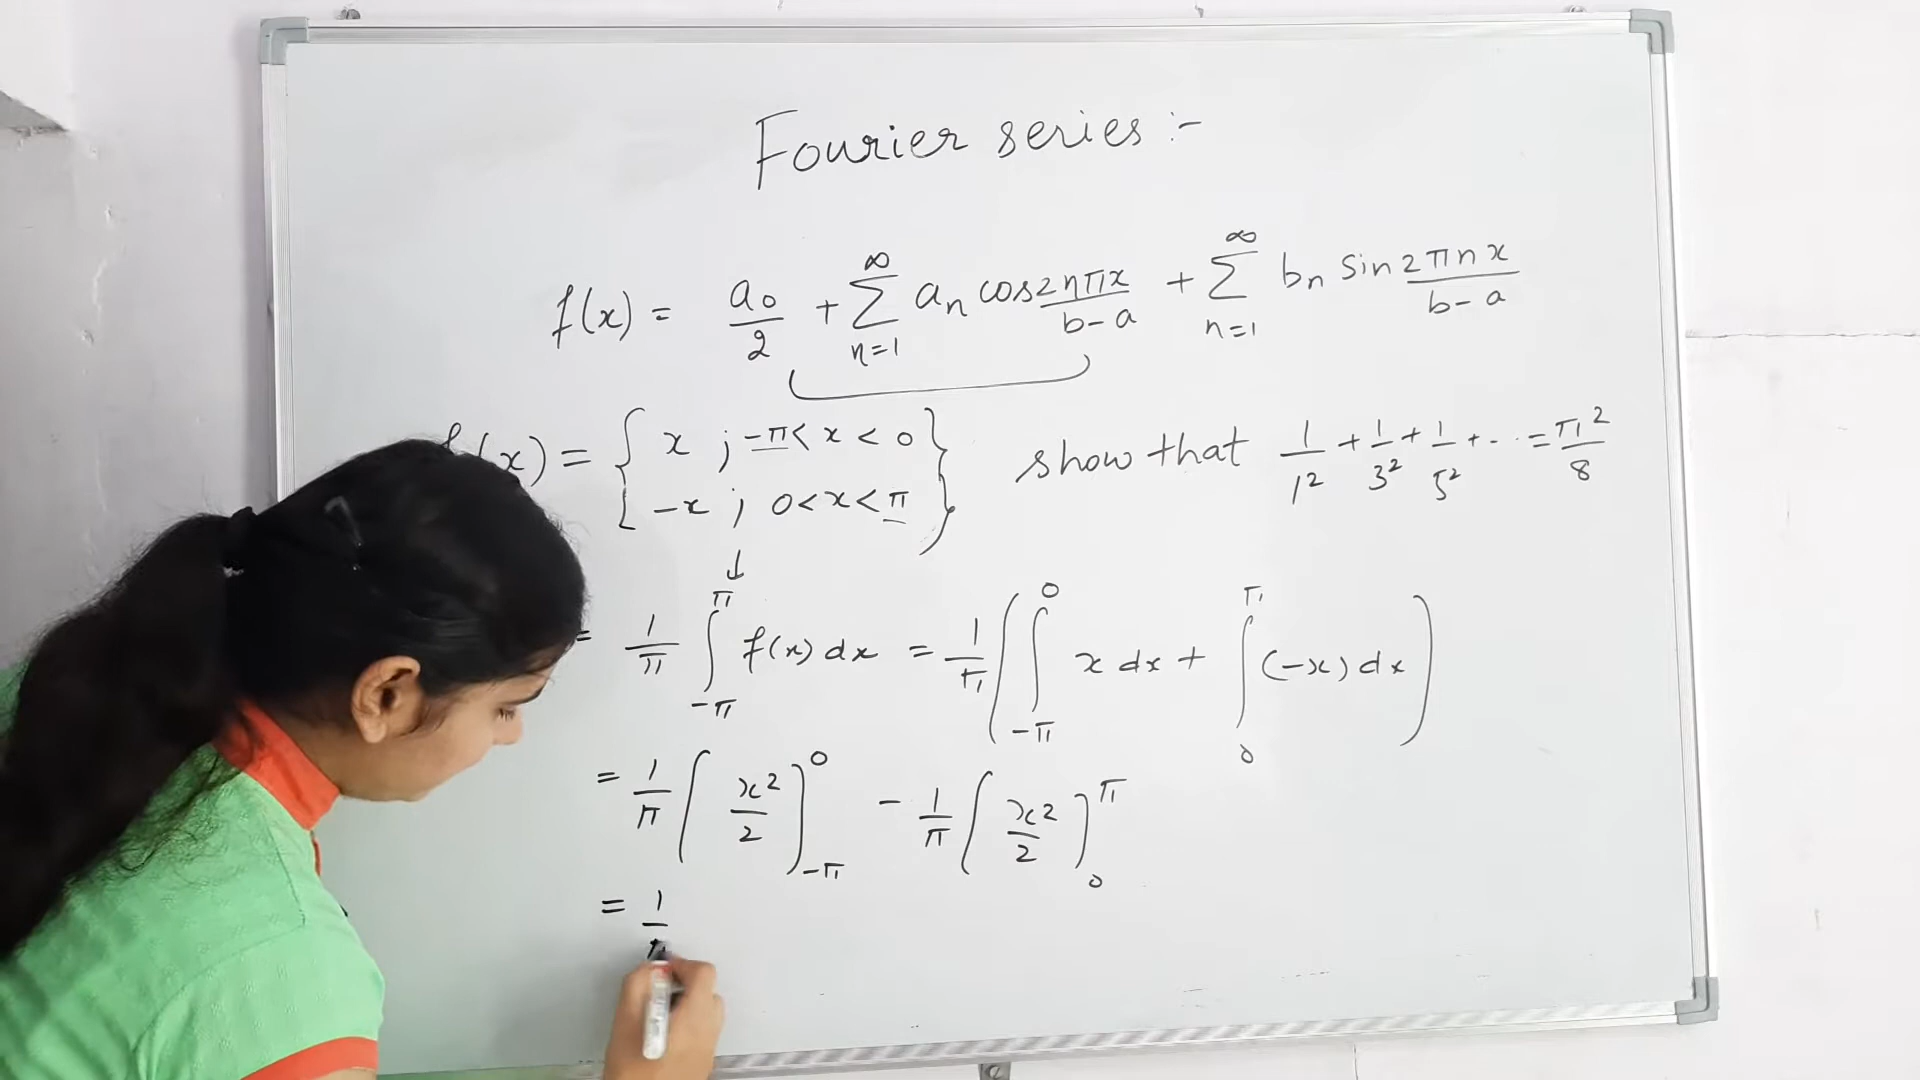 Fourier series :-
f(x) = a₀/2 + ∑_{n=1}^{∞} aₙ cos 2nπx/(b-a) + ∑_{n=1}^{∞} bₙ sin 2πnx/(b-a)
f(x) = { x ; -π < x < 0 } show that 1/1² + 1/3² + 1/5² + ... = π²/8
{ -x ; 0 < x < π }
↓
= 1/π ∫_{-π}^{π} f(x) dx = 1/π ( ∫_{-π}^{0} x dx + ∫_{0}^{π} (-x) dx )
= 1/π ( x²/2 )_{-π}^{0} - 1/π ( x²/2 )_{0}^{π}
= 1/π